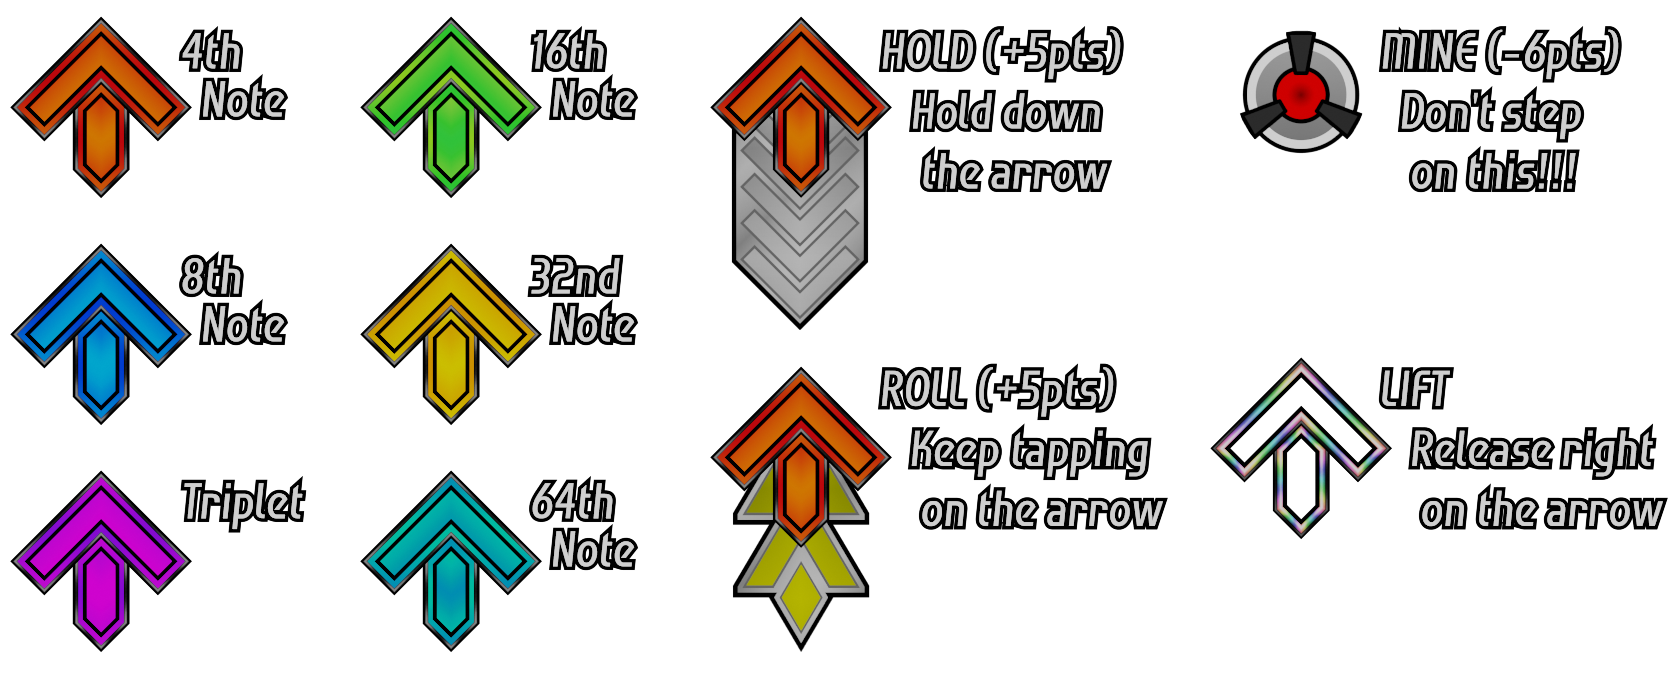 4th
Note
8th
Note
Triplet
16th
Note
32nd
Note
64th
Note
HOLD (+5pts)
Hold down
the arrow
ROLL (+5pts)
Keep tapping
on the arrow
MINE (-6pts)
Don't step
on this!!!
LIFT
Release right
on the arrow